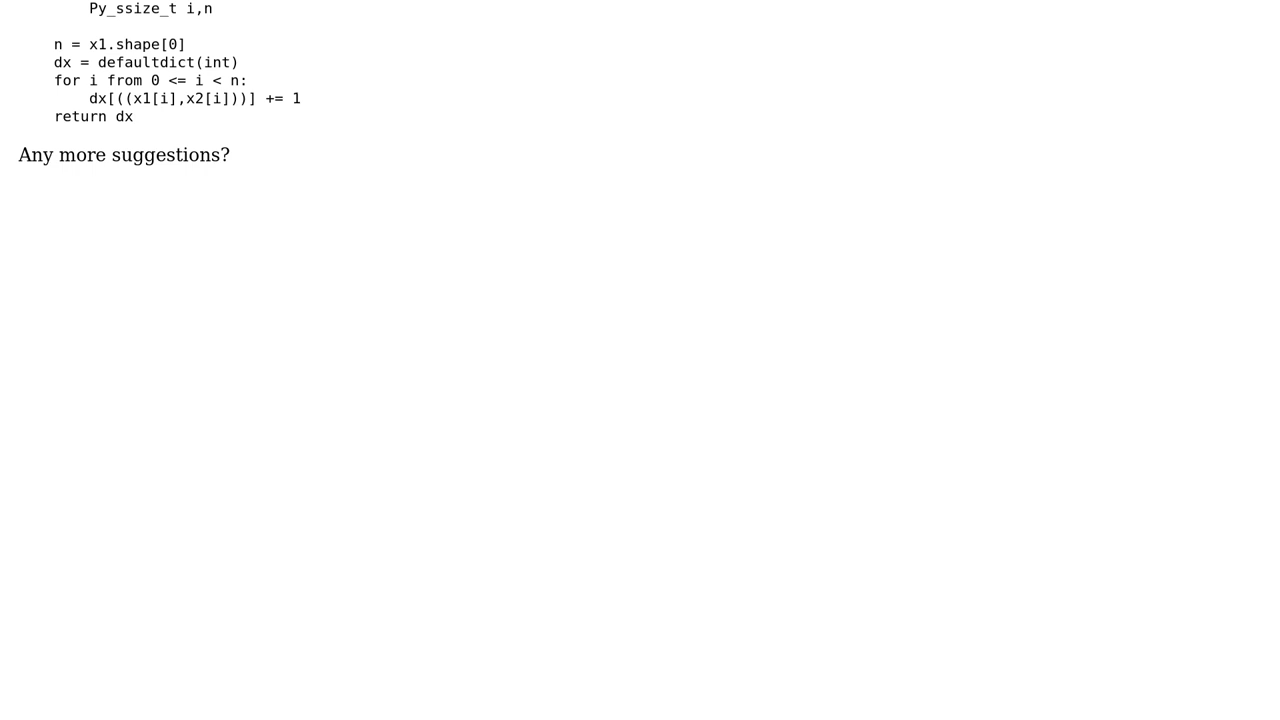 Py_ssize_t i,n
n = x1.shape[0]
dx = defaultdict(int)
for i from 0 <= i < n:
dx[((x1[i],x2[i]))] += 1
return dx
Any more suggestions?